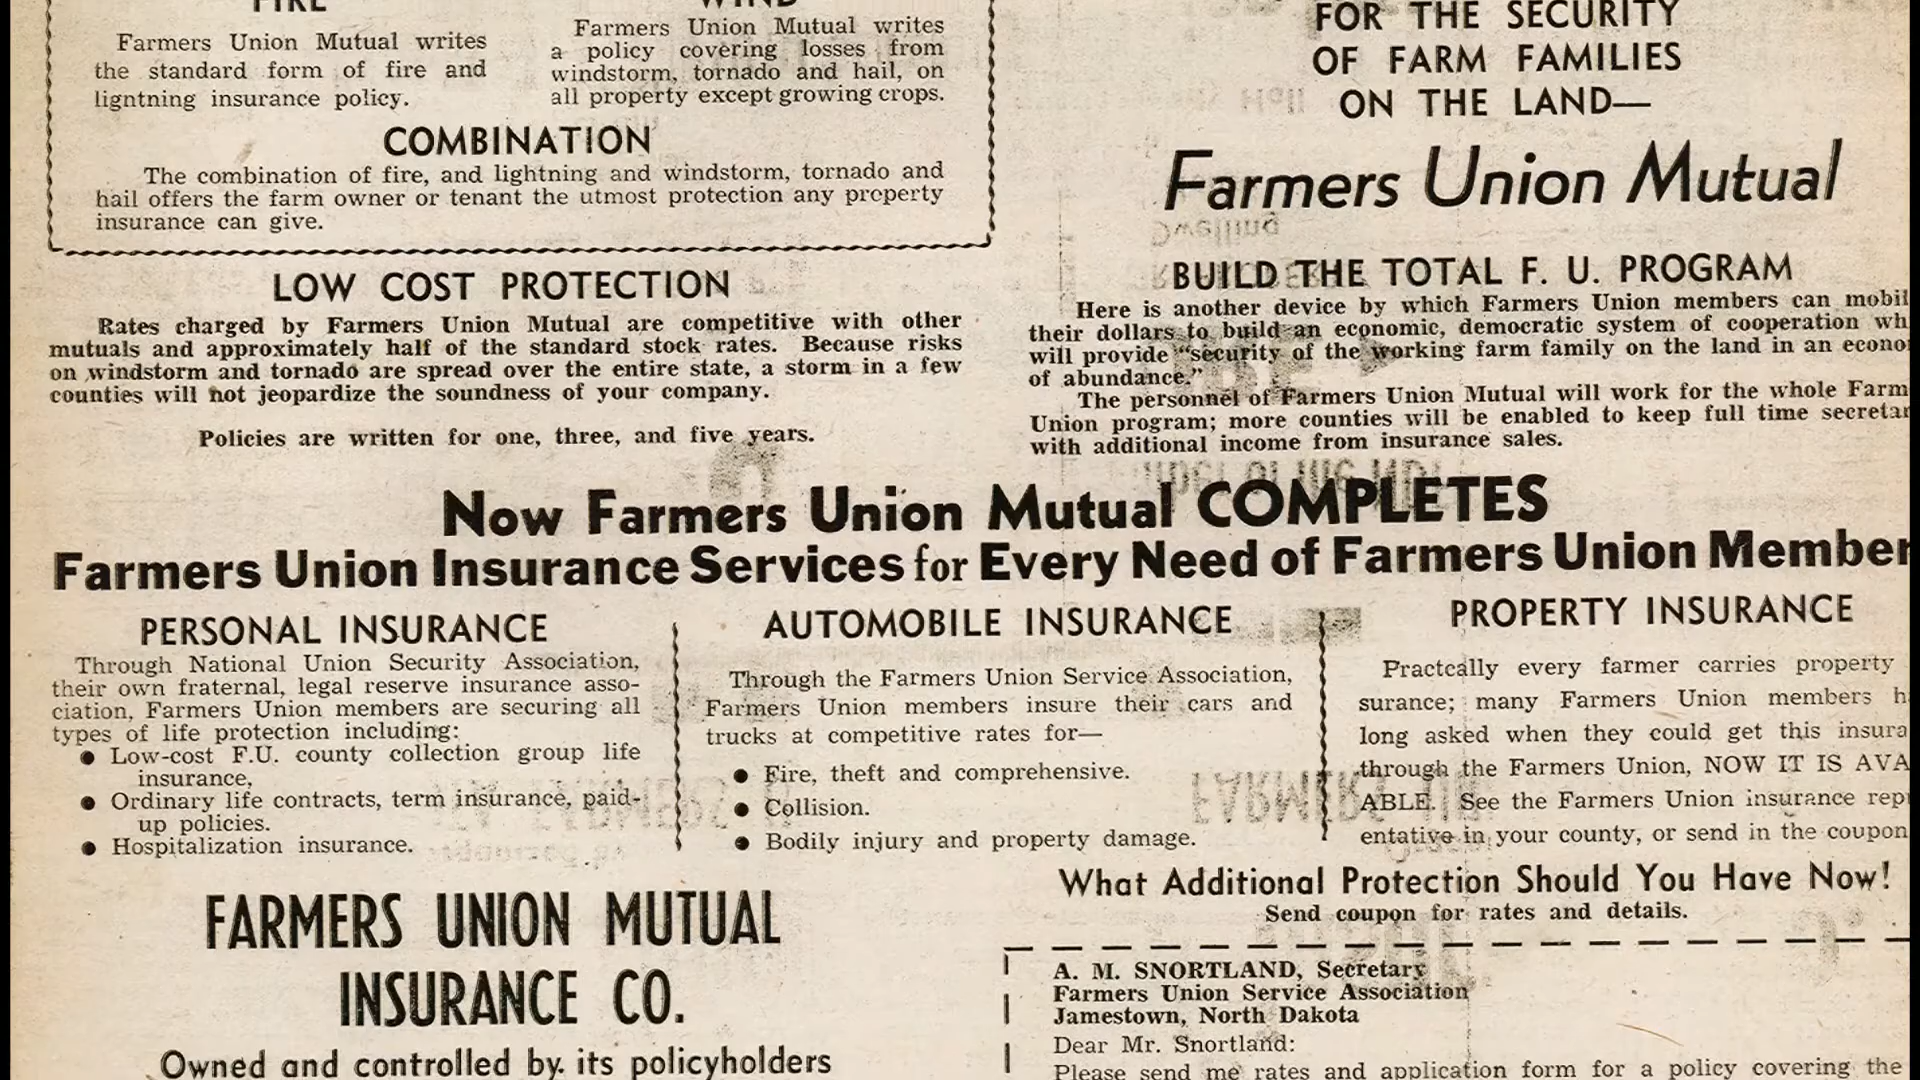 FIRE
Farmers Union Mutual writes
the standard form of fire and
ligntning insurance policy.
WIND
Farmers Union Mutual writes
a policy covering losses from
windstorm, tornado and hail, on
all property except growing crops.
COMBINATION
The combination of fire, and lightning and windstorm, tornado and
hail offers the farm owner or tenant the utmost protection any prcperty
insurance can give.
LOW COST PROTECTION
Rates charged by Farmers Union Mutual are competitive with other
mutuals and approximately half of the standard stock rates. Because risks
on windstorm and tornado are spread over the entire state, a storm in a few
counties will not jeopardize the soundness of your company.
Policies are written for one, three, and five years.
FOR THE SECURITY
OF FARM FAMILIES
ON THE LAND—
Farmers Union Mutual
BUILD THE TOTAL F. U. PROGRAM
Here is another device by which Farmers Union members can mobil
their dollars to build an economic, democratic system of cooperation wh
will provide "security of the working farm family on the land in an econo
of abundance."
The personnel of Farmers Union Mutual will work for the whole Farm
Union program; more counties will be enabled to keep full time secretar
with additional income from insurance sales.
Now Farmers Union Mutual COMPLETES
Farmers Union Insurance Services for Every Need of Farmers Union Member
PERSONAL INSURANCE
Through National Union Security Association,
their own fraternal, legal reserve insurance asso-
ciation, Farmers Union members are securing all
types of life protection including:
● Low-cost F.U. county collection group life
insurance,
● Ordinary life contracts, term insurance, paid-
up policies.
● Hospitalization insurance.
AUTOMOBILE INSURANCE
Through the Farmers Union Service Association,
Farmers Union members insure their cars and
trucks at competitive rates for—
● Fire, theft and comprehensive.
● Collision.
● Bodily injury and property damage.
PROPERTY INSURANCE
Practcally every farmer carries property
surance; many Farmers Union members h
long asked when they could get this insura
through the Farmers Union, NOW IT IS AVA
ABLE. See the Farmers Union insurance rep
entative in your county, or send in the coupon
FARMERS UNION MUTUAL
INSURANCE CO.
Owned and controlled by its policyholders
What Additional Protection Should You Have Now!
Send coupon for rates and details.
A. M. SNORTLAND, Secretary
Farmers Union Service Association
Jamestown, North Dakota
Dear Mr. Snortland:
Please send me rates and application form for a policy covering the